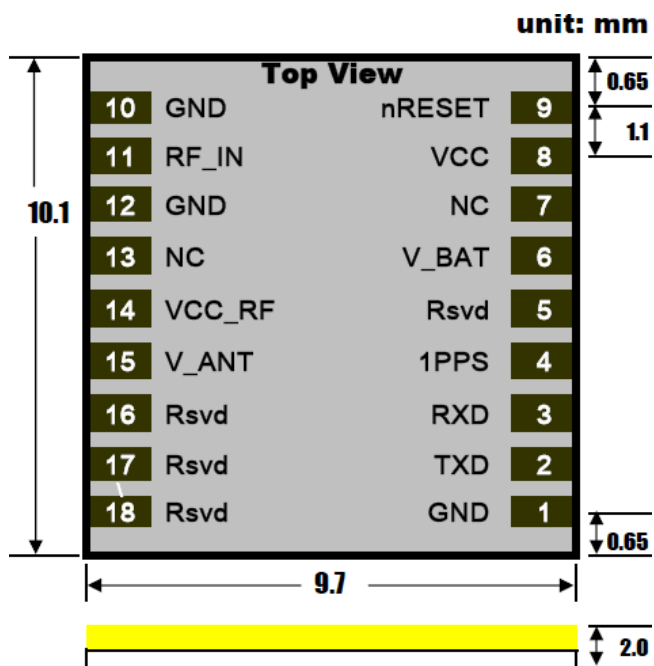 unit: mm
Top View
0.65
10 GND nRESET 9
1.1
11 RF_IN VCC 8
12 GND NC 7
10.1
13 NC V_BAT 6
14 VCC_RF Rsvd 5
15 V_ANT 1PPS 4
16 Rsvd RXD 3
17 Rsvd TXD 2
18 Rsvd GND 1
0.65
9.7
2.0